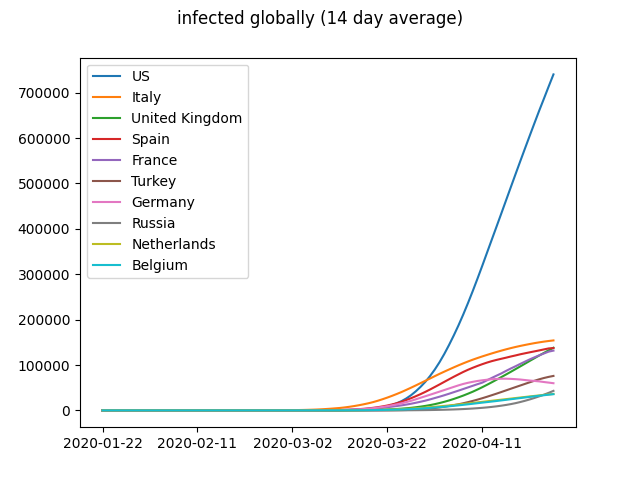 infected globally (14 day average)
700000
600000
500000
400000
300000
200000
100000
0
US
Italy
United Kingdom
Spain
France
Turkey
Germany
Russia
Netherlands
Belgium
2020-01-22 2020-02-11 2020-03-02 2020-03-22 2020-04-11